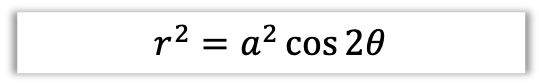 𝑟² = 𝑎² cos 2𝜃